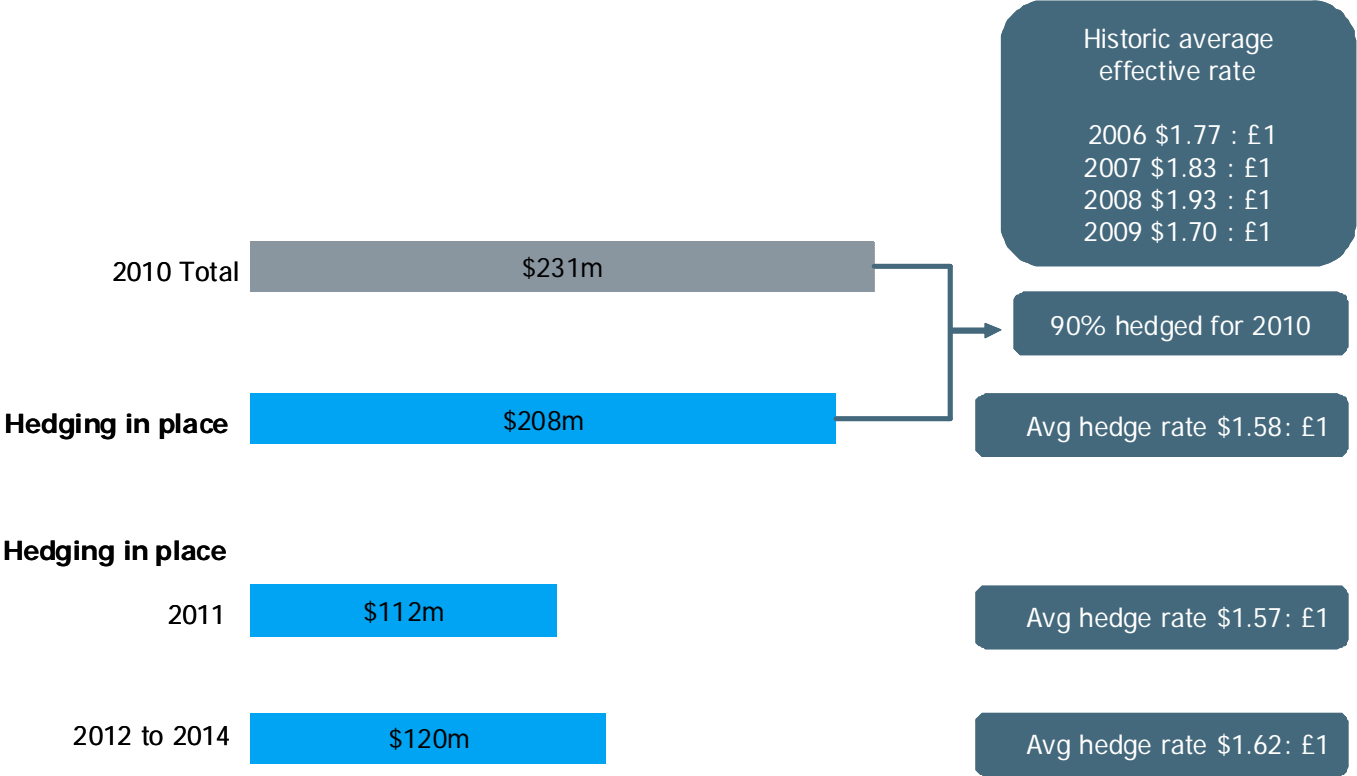 Historic average
effective rate
2006 $1.77 : £1
2007 $1.83 : £1
2008 $1.93 : £1
2009 $1.70 : £1
2010 Total
$231m
90% hedged for 2010
Hedging in place
$208m
Avg hedge rate $1.58: £1
Hedging in place
2011
$112m
Avg hedge rate $1.57: £1
2012 to 2014
$120m
Avg hedge rate $1.62: £1